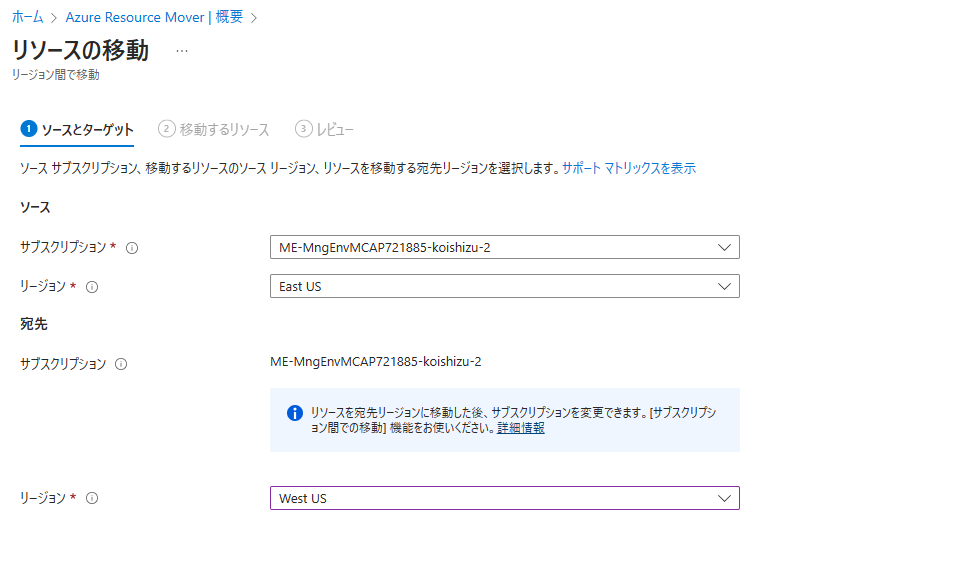 ホーム > Azure Resource Mover | 概要 >
リソースの移動 …
リージョン間で移動
1 ソースとターゲット 2 移動するリソース 3 レビュー
ソース サブスクリプション、移動するリソースのソース リージョン、リソースを移動する宛先リージョンを選択します。サポート マトリックスを表示
ソース
サブスクリプション * ME-MngEnvMCAP721885-koishizu-2
リージョン * East US
宛先
サブスクリプション ME-MngEnvMCAP721885-koishizu-2
リソースを宛先リージョンに移動した後、サブスクリプションを変更できます。[サブスクリプシ
ョン間での移動] 機能をお使いください。詳細情報
リージョン * West US